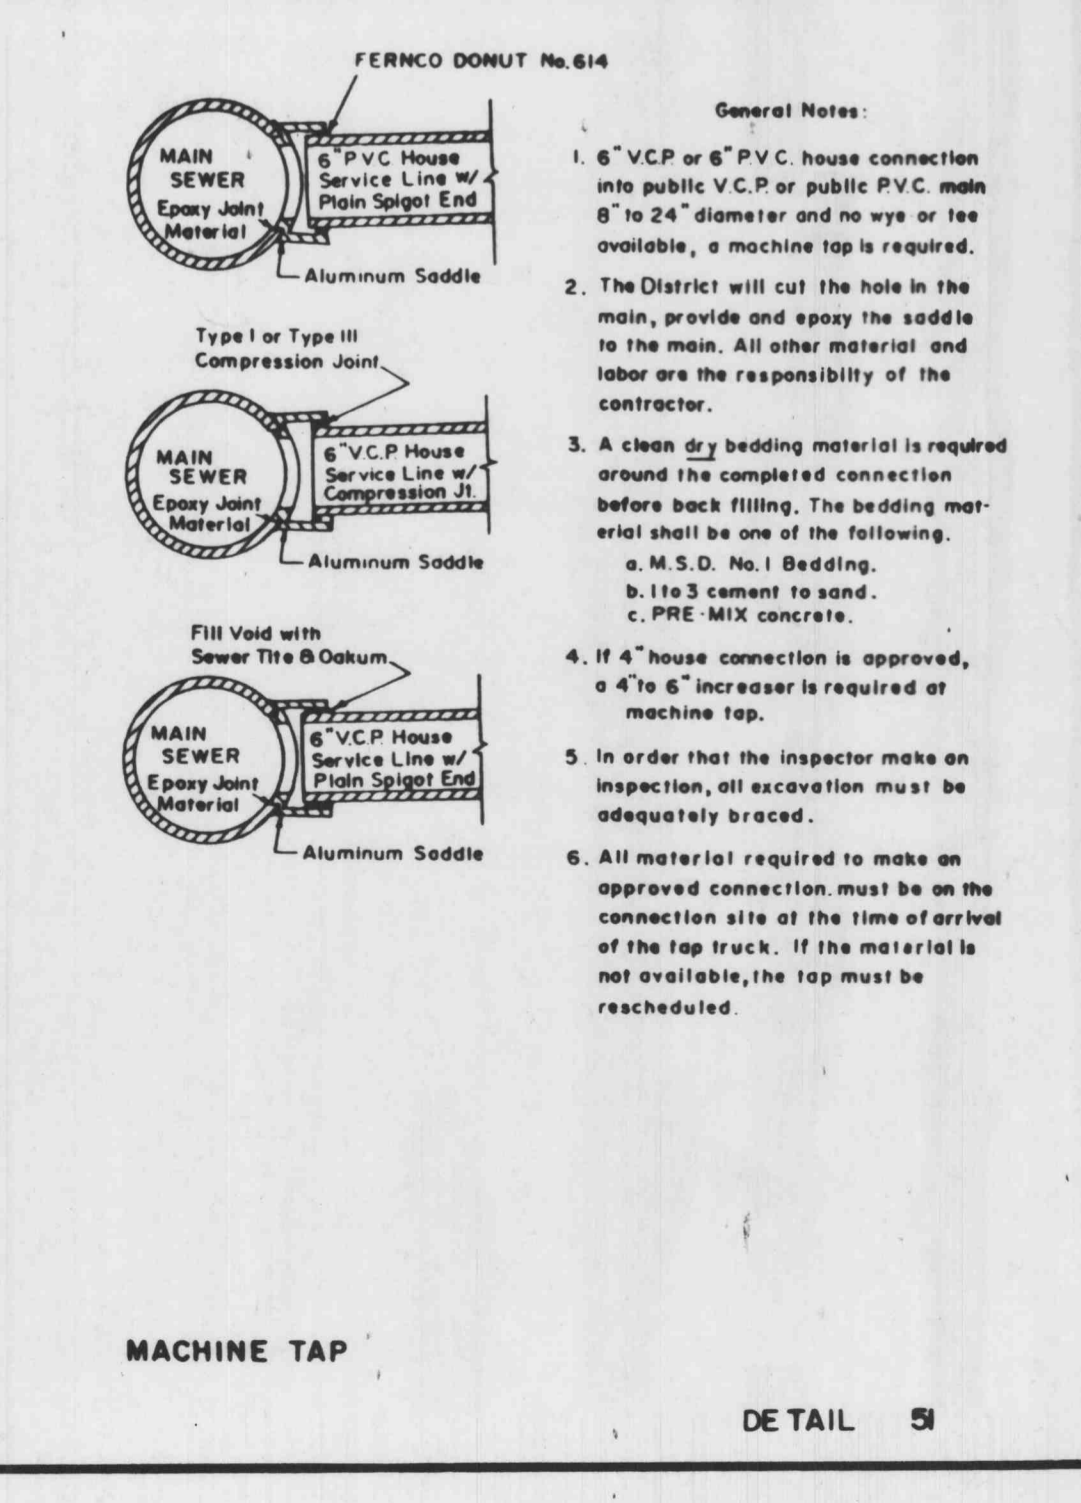 FERNCO DONUT No. 614
MAIN
SEWER
Epoxy Joint
Material
6" P V C House
Service Line w/
Plain Spigot End
Aluminum Saddle
Type I or Type III
Compression Joint
MAIN
SEWER
Epoxy Joint
Material
6" V.C.P. House
Service Line w/
Compression Jt.
Aluminum Saddle
Fill Void with
Sewer Tite & Oakum
MAIN
SEWER
Epoxy Joint
Material
6" V.C.P. House
Service Line w/
Plain Spigot End
Aluminum Saddle
General Notes:
1. 6" V.C.P. or 6" P.V C. house connection
into public V.C.P. or public P.V.C. main
8" to 24" diameter and no wye or tee
available, a machine tap is required.
2. The District will cut the hole in the
main, provide and epoxy the saddle
to the main. All other material and
labor are the responsibility of the
contractor.
3. A clean dry bedding material is required
around the completed connection
before back filling. The bedding mat-
erial shall be one of the following.
a. M.S.D. No. 1 Bedding.
b. 1 to 3 cement to sand.
c. PRE-MIX concrete.
4. If 4" house connection is approved,
a 4" to 6" increaser is required at
machine tap.
5. In order that the inspector make an
inspection, all excavation must be
adequately braced.
6. All material required to make an
approved connection. must be on the
connection site at the time of arrival
of the tap truck. If the material is
not available, the tap must be
rescheduled.
MACHINE TAP
DETAIL 51